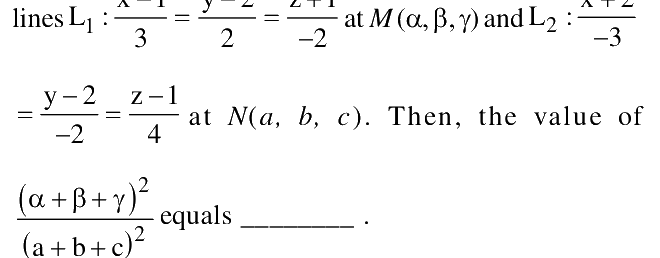 lines L₁ : x – 1 / 3 = y – 2 / 2 = z + 1 / –2 at M (α, β, γ) and L₂ : x + 2 / –3
= y – 2 / –2 = z – 1 / 4 at N(a, b, c). Then, the value of
(α + β + γ)² / (a + b + c)² equals ________ .